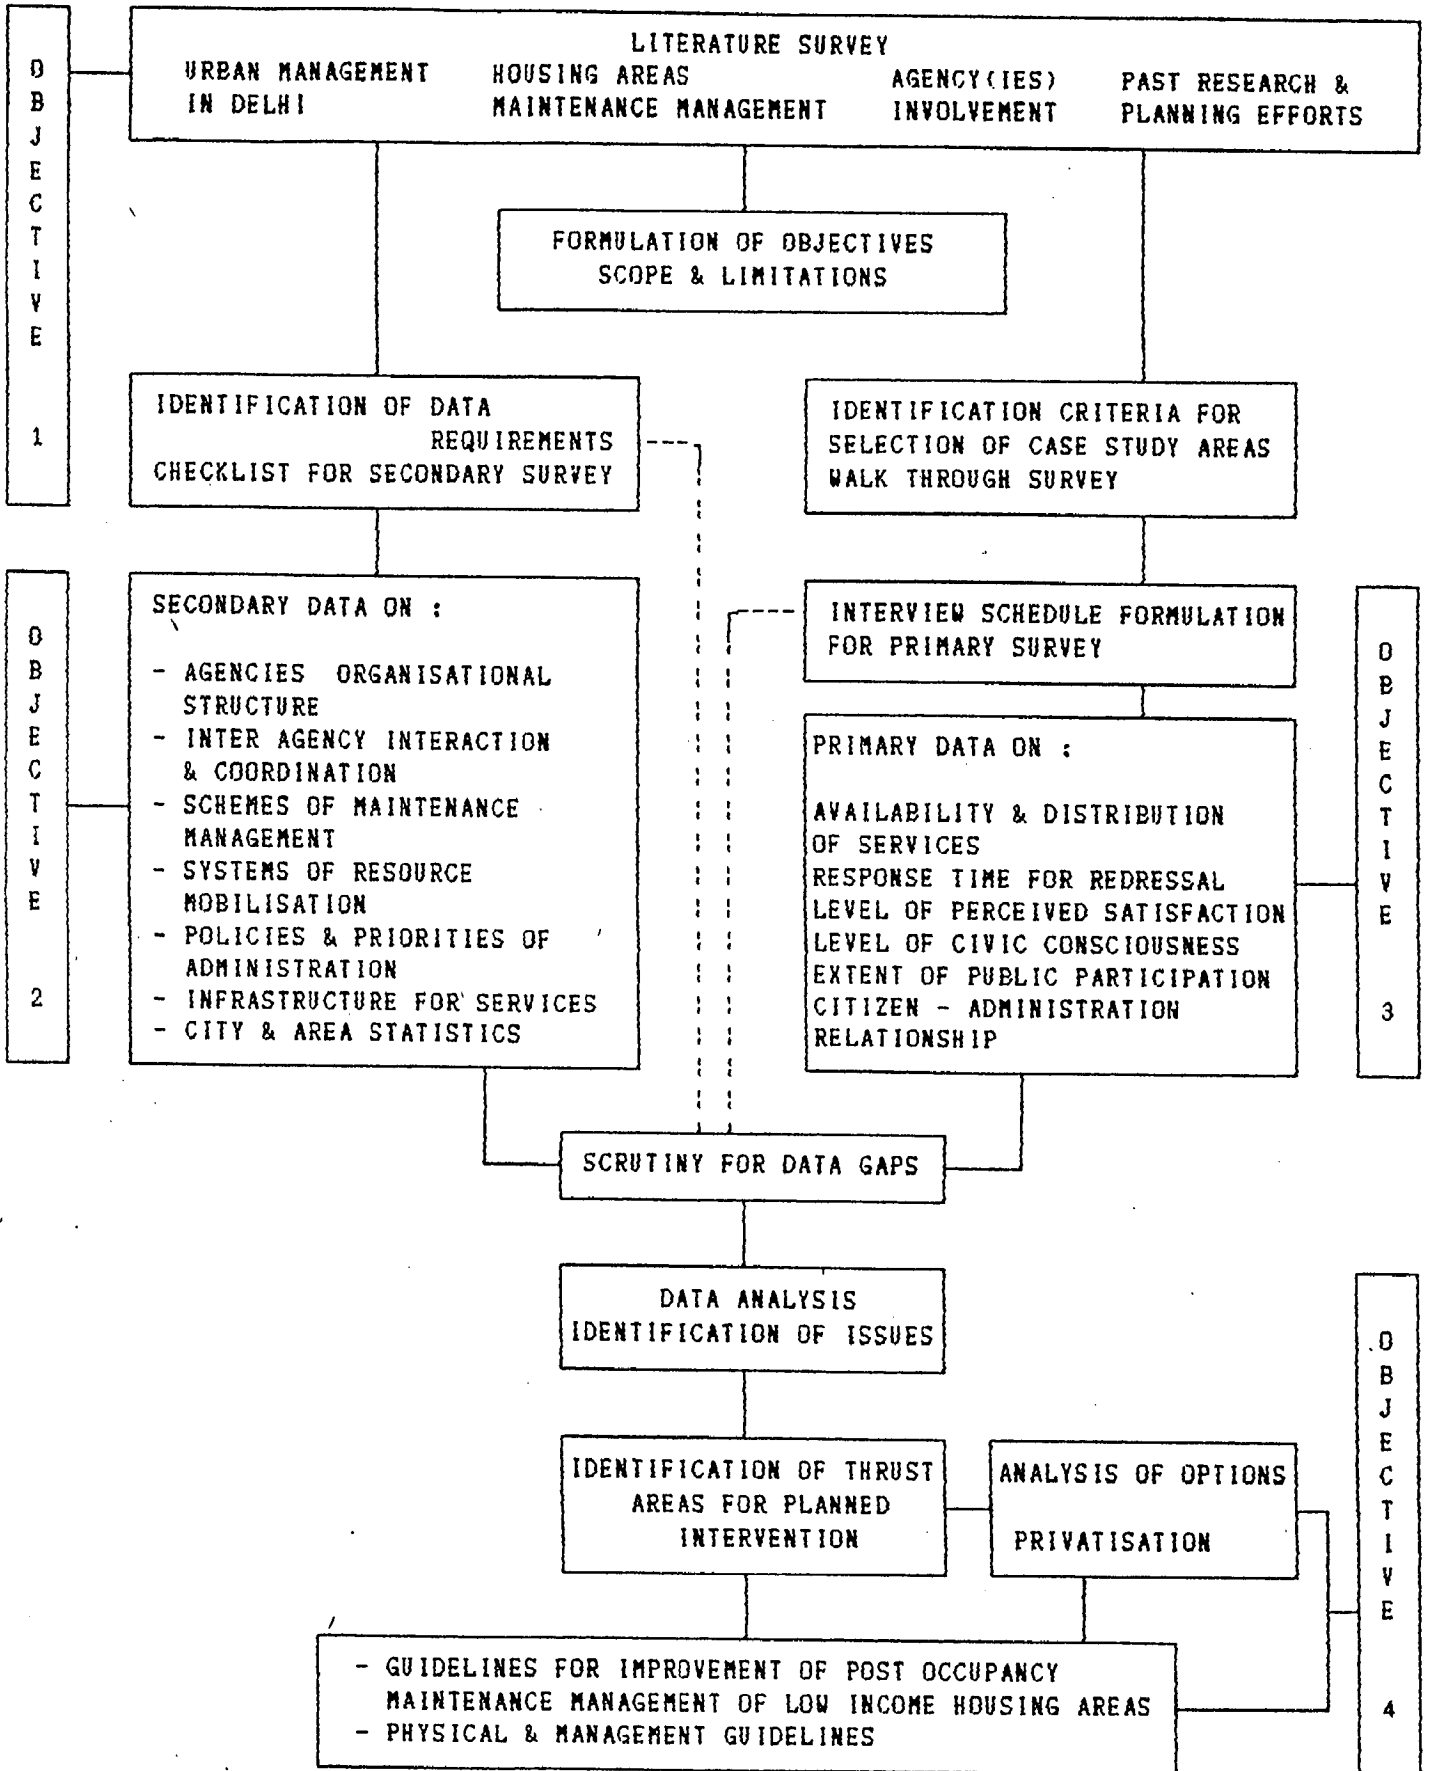 OBJECTIVE 1
LITERATURE SURVEY
URBAN MANAGEMENT IN DELHI
HOUSING AREAS MAINTENANCE MANAGEMENT
AGENCY(IES) INVOLVEMENT
PAST RESEARCH & PLANNING EFFORTS
FORMULATION OF OBJECTIVES
SCOPE & LIMITATIONS
IDENTIFICATION OF DATA
REQUIREMENTS
CHECKLIST FOR SECONDARY SURVEY
IDENTIFICATION CRITERIA FOR
SELECTION OF CASE STUDY AREAS
WALK THROUGH SURVEY
OBJECTIVE 2
SECONDARY DATA ON :
- AGENCIES ORGANISATIONAL
STRUCTURE
- INTER AGENCY INTERACTION
& COORDINATION
- SCHEMES OF MAINTENANCE
MANAGEMENT
- SYSTEMS OF RESOURCE
MOBILISATION
- POLICIES & PRIORITIES OF
ADMINISTRATION
- INFRASTRUCTURE FOR SERVICES
- CITY & AREA STATISTICS
INTERVIEW SCHEDULE FORMULATION
FOR PRIMARY SURVEY
PRIMARY DATA ON :
AVAILABILITY & DISTRIBUTION
OF SERVICES
RESPONSE TIME FOR REDRESSAL
LEVEL OF PERCEIVED SATISFACTION
LEVEL OF CIVIC CONSCIOUSNESS
EXTENT OF PUBLIC PARTICIPATION
CITIZEN - ADMINISTRATION
RELATIONSHIP
OBJECTIVE 3
SCRUTINY FOR DATA GAPS
DATA ANALYSIS
IDENTIFICATION OF ISSUES
IDENTIFICATION OF THRUST
AREAS FOR PLANNED
INTERVENTION
ANALYSIS OF OPTIONS
PRIVATISATION
OBJECTIVE 4
- GUIDELINES FOR IMPROVEMENT OF POST OCCUPANCY
MAINTENANCE MANAGEMENT OF LOW INCOME HOUSING AREAS
- PHYSICAL & MANAGEMENT GUIDELINES